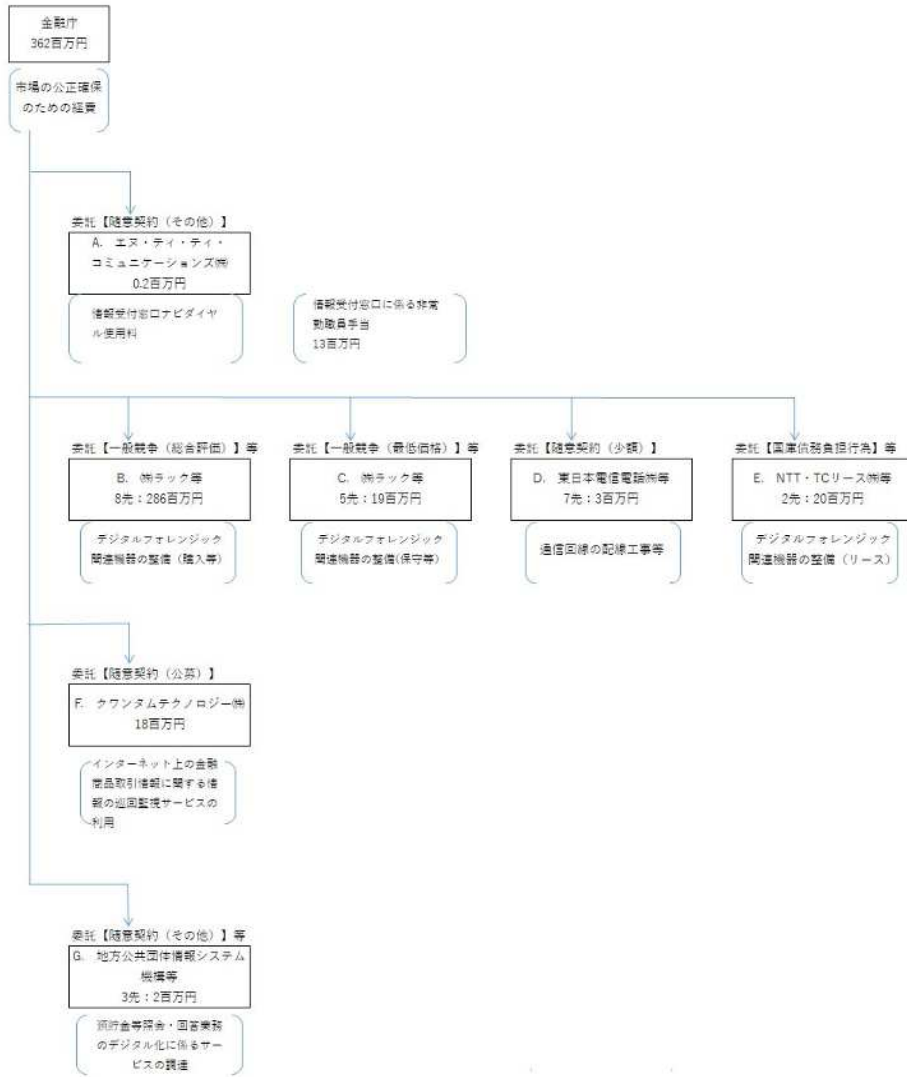 金融庁
362百万円
市場の公正確保
のための経費
委託【随意契約（その他）】
A. エヌ・ティ・ティ・
コミュニケーションズ㈱
0.2百万円
情報受付窓口ナビダイヤ
ル使用料
情報受付窓口に係る非常
勤職員手当
13百万円
委託【一般競争（総合評価）】等
B. ㈱ラック等
8先：286百万円
デジタルフォレンジック
関連機器の整備（購入等）
委託【一般競争（最低価格）】等
C. ㈱ラック等
5先：19百万円
デジタルフォレンジック
関連機器の整備(保守等）
委託【随意契約（少額）】
D. 東日本電信電話㈱等
7先：3百万円
通信回線の配線工事等
委託【国庫債務負担行為】等
E. NTT・TCリース㈱等
2先：20百万円
デジタルフォレンジック
関連機器の整備（リース）
委託【随意契約（公募）】
F. クワンタムテクノロジー㈱
18百万円
インターネット上の金融
商品取引情報に関する情
報の巡回監視サービスの
利用
委託【随意契約（その他）】等
G. 地方公共団体情報システム
機構等
3先：2百万円
預貯金等照会・回答業務
のデジタル化に係るサー
ビスの調達